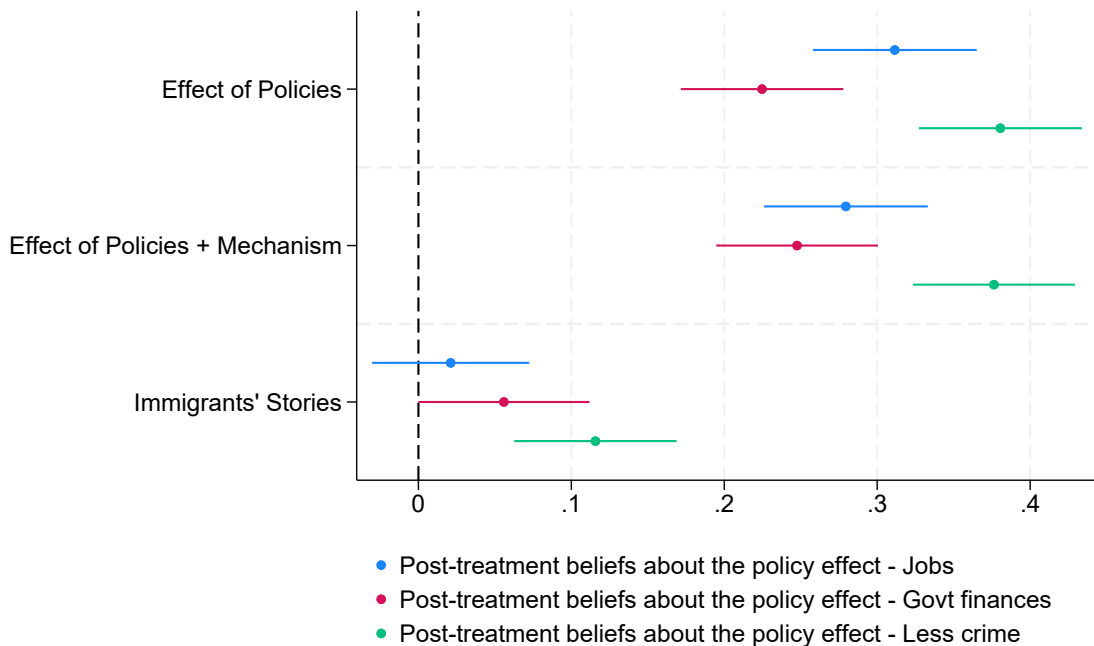 Effect of Policies
Effect of Policies + Mechanism
Immigrants' Stories
0 .1 .2 .3 .4
Post-treatment beliefs about the policy effect - Jobs
Post-treatment beliefs about the policy effect - Govt finances
Post-treatment beliefs about the policy effect - Less crime